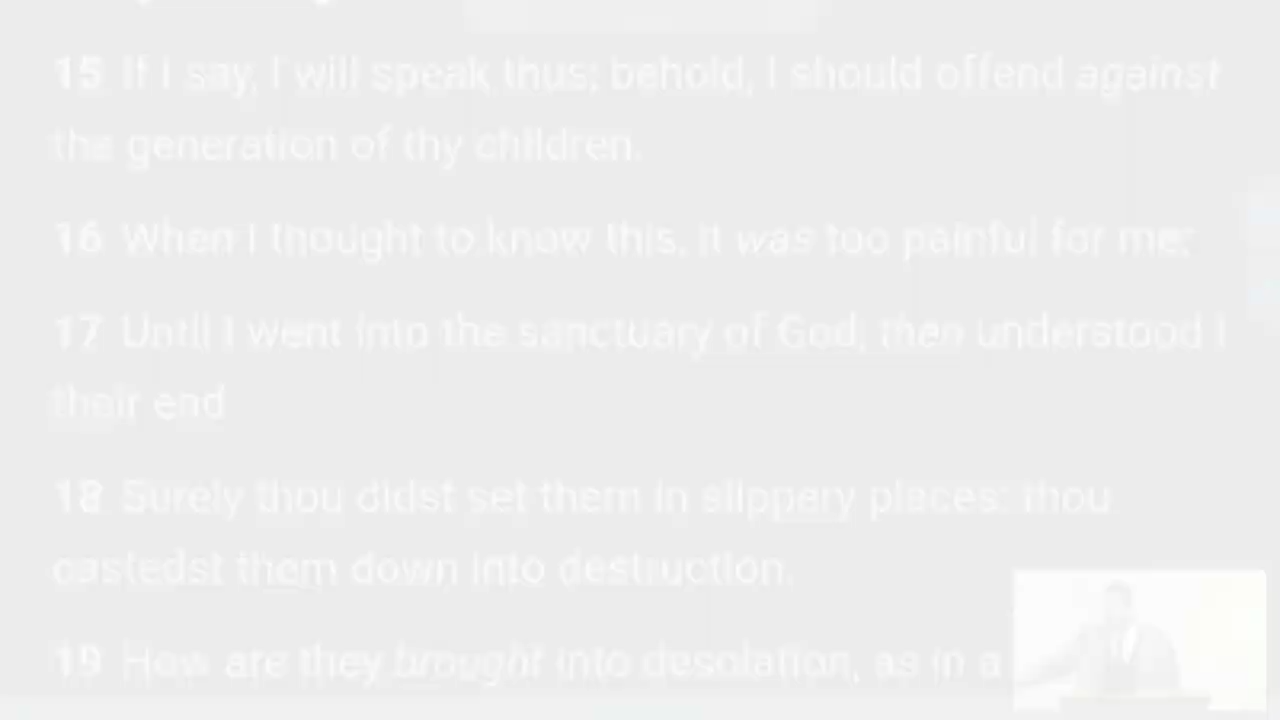 15 If I say, I will speak thus; behold, I should offend against
the generation of thy children.
16 When I thought to know this, it was too painful for me;
17 Until I went into the sanctuary of God; then understood I
their end
18 Surely thou didst set them in slippery places: thou
castedst them down into destruction.
19 How are they brought into desolation, as in a